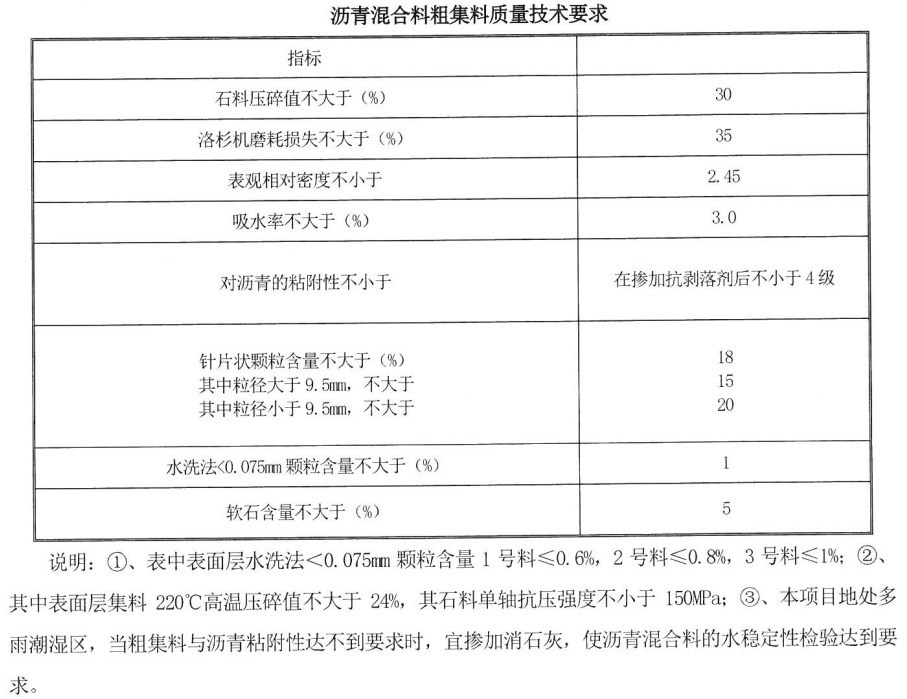 沥青混合料粗集料质量技术要求
指标
石料压碎值不大于（%） 30
洛杉机磨耗损失不大于（%） 35
表观相对密度不小于 2.45
吸水率不大于（%） 3.0
对沥青的粘附性不小于 在掺加抗剥落剂后不小于4级
针片状颗粒含量不大于（%） 18
其中粒径大于9.5mm，不大于 15
其中粒径小于9.5mm，不大于 20
水洗法<0.075mm颗粒含量不大于（%） 1
软石含量不大于（%） 5
说明：①、表中表面层水洗法＜0.075mm颗粒含量1号料≤0.6%，2号料≤0.8%，3号料≤1%；②、
其中表面层集料 220℃高温压碎值不大于 24%，其石料单轴抗压强度不小于 150MPa；③、本项目地处多
雨潮湿区，当粗集料与沥青粘附性达不到要求时，宜掺加消石灰，使沥青混合料的水稳定性检验达到要
求。